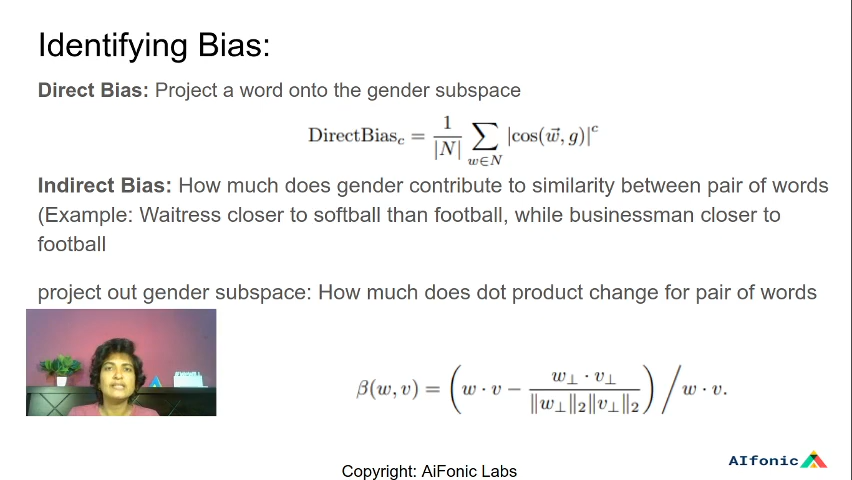 Identifying Bias:
Direct Bias: Project a word onto the gender subspace
DirectBias_c = 1/|N| ∑_{w∈N} |cos(w⃗, g)|^c
Indirect Bias: How much does gender contribute to similarity between pair of words
(Example: Waitress closer to softball than football, while businessman closer to
football
project out gender subspace: How much does dot product change for pair of words
β(w, v) = (w · v − w⊥ · v⊥ / ‖w⊥‖₂‖v⊥‖₂) / w · v.
AIfonic
Copyright: AiFonic Labs